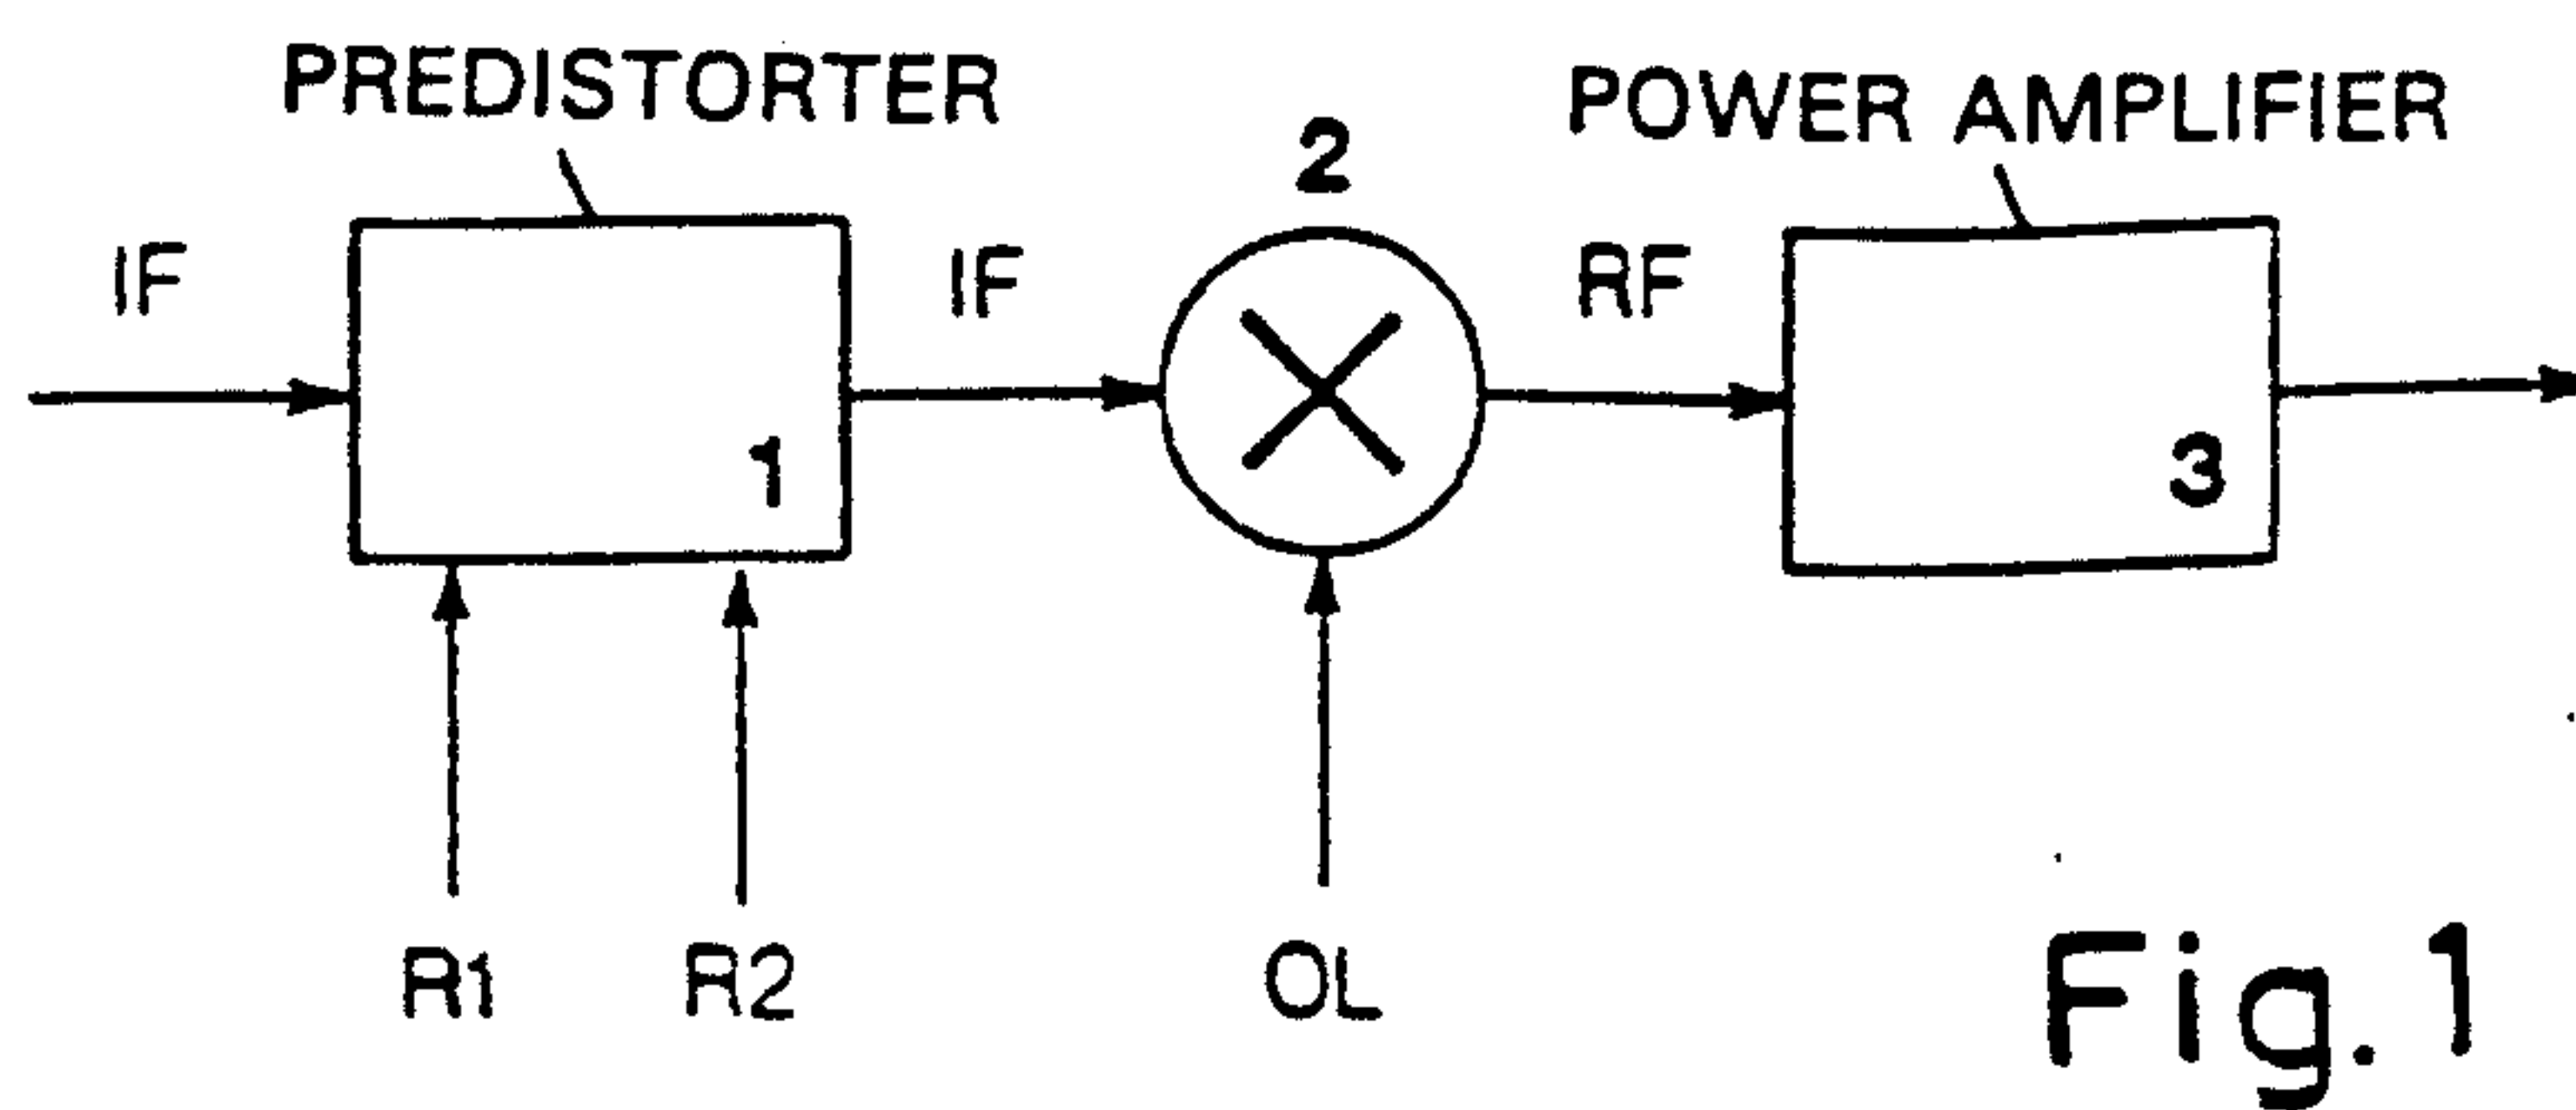 PREDISTORTER
POWER AMPLIFIER
2
IF
IF
RF
1
3
R1
R2
OL
Fig.1